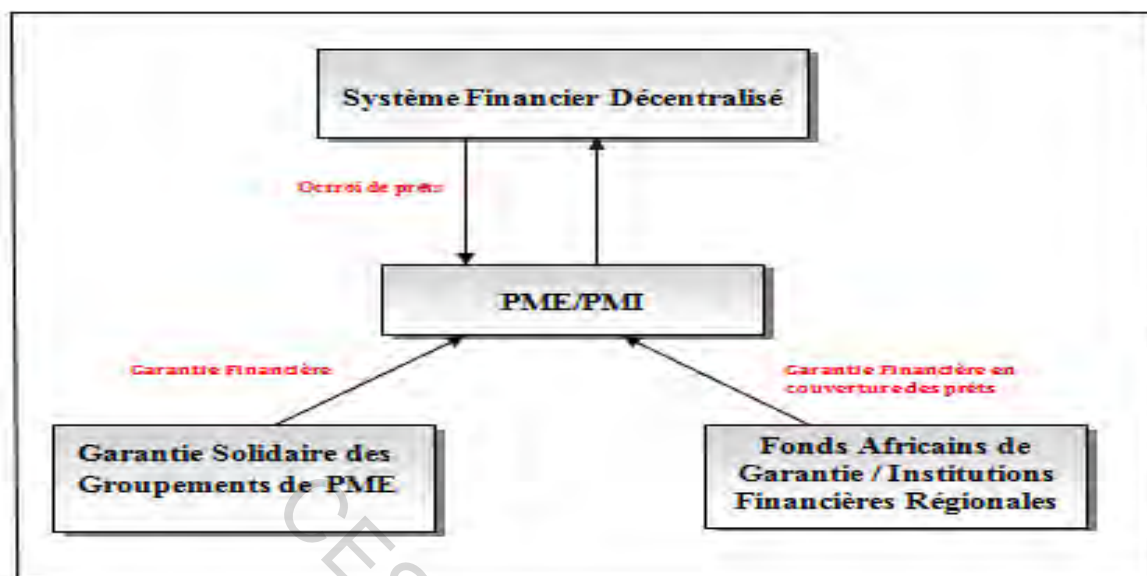 Système Financier Décentralisé
Octroi de prêts
PME/PMI
Garantie Financière
Garantie Financière en
couverture des prêts
Garantie Solidaire des
Groupements de PME
Fonds Africains de
Garantie / Institutions
Financières Régionales
CES